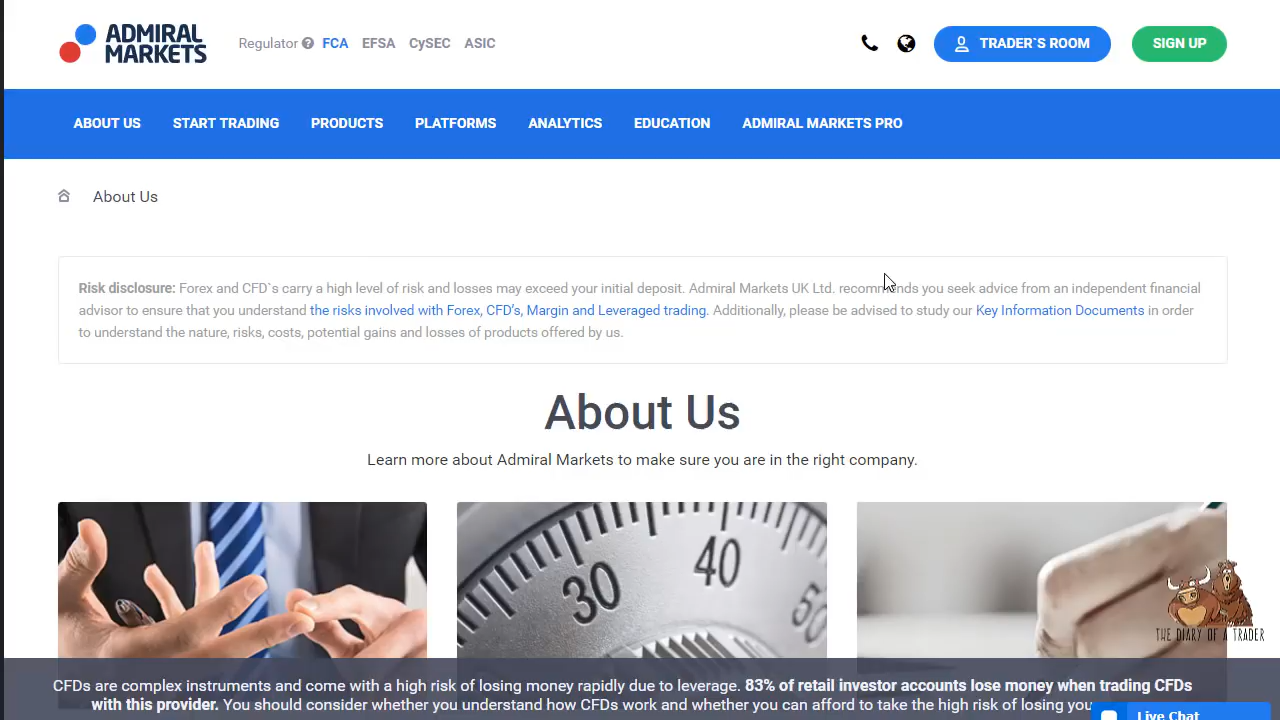 ADMIRAL
MARKETS
Regulator FCA EFSA CySEC ASIC
TRADER`S ROOM
SIGN UP
ABOUT US START TRADING PRODUCTS PLATFORMS ANALYTICS EDUCATION ADMIRAL MARKETS PRO
About Us
Risk disclosure: Forex and CFD`s carry a high level of risk and losses may exceed your initial deposit. Admiral Markets UK Ltd. recommends you seek advice from an independent financial
advisor to ensure that you understand the risks involved with Forex, CFD's, Margin and Leveraged trading. Additionally, please be advised to study our Key Information Documents in order
to understand the nature, risks, costs, potential gains and losses of products offered by us.
About Us
Learn more about Admiral Markets to make sure you are in the right company.
30
40
50
THE DIARY OF A TRADER
CFDs are complex instruments and come with a high risk of losing money rapidly due to leverage. 83% of retail investor accounts lose money when trading CFDs
with this provider. You should consider whether you understand how CFDs work and whether you can afford to take the high risk of losing you
Live Chat